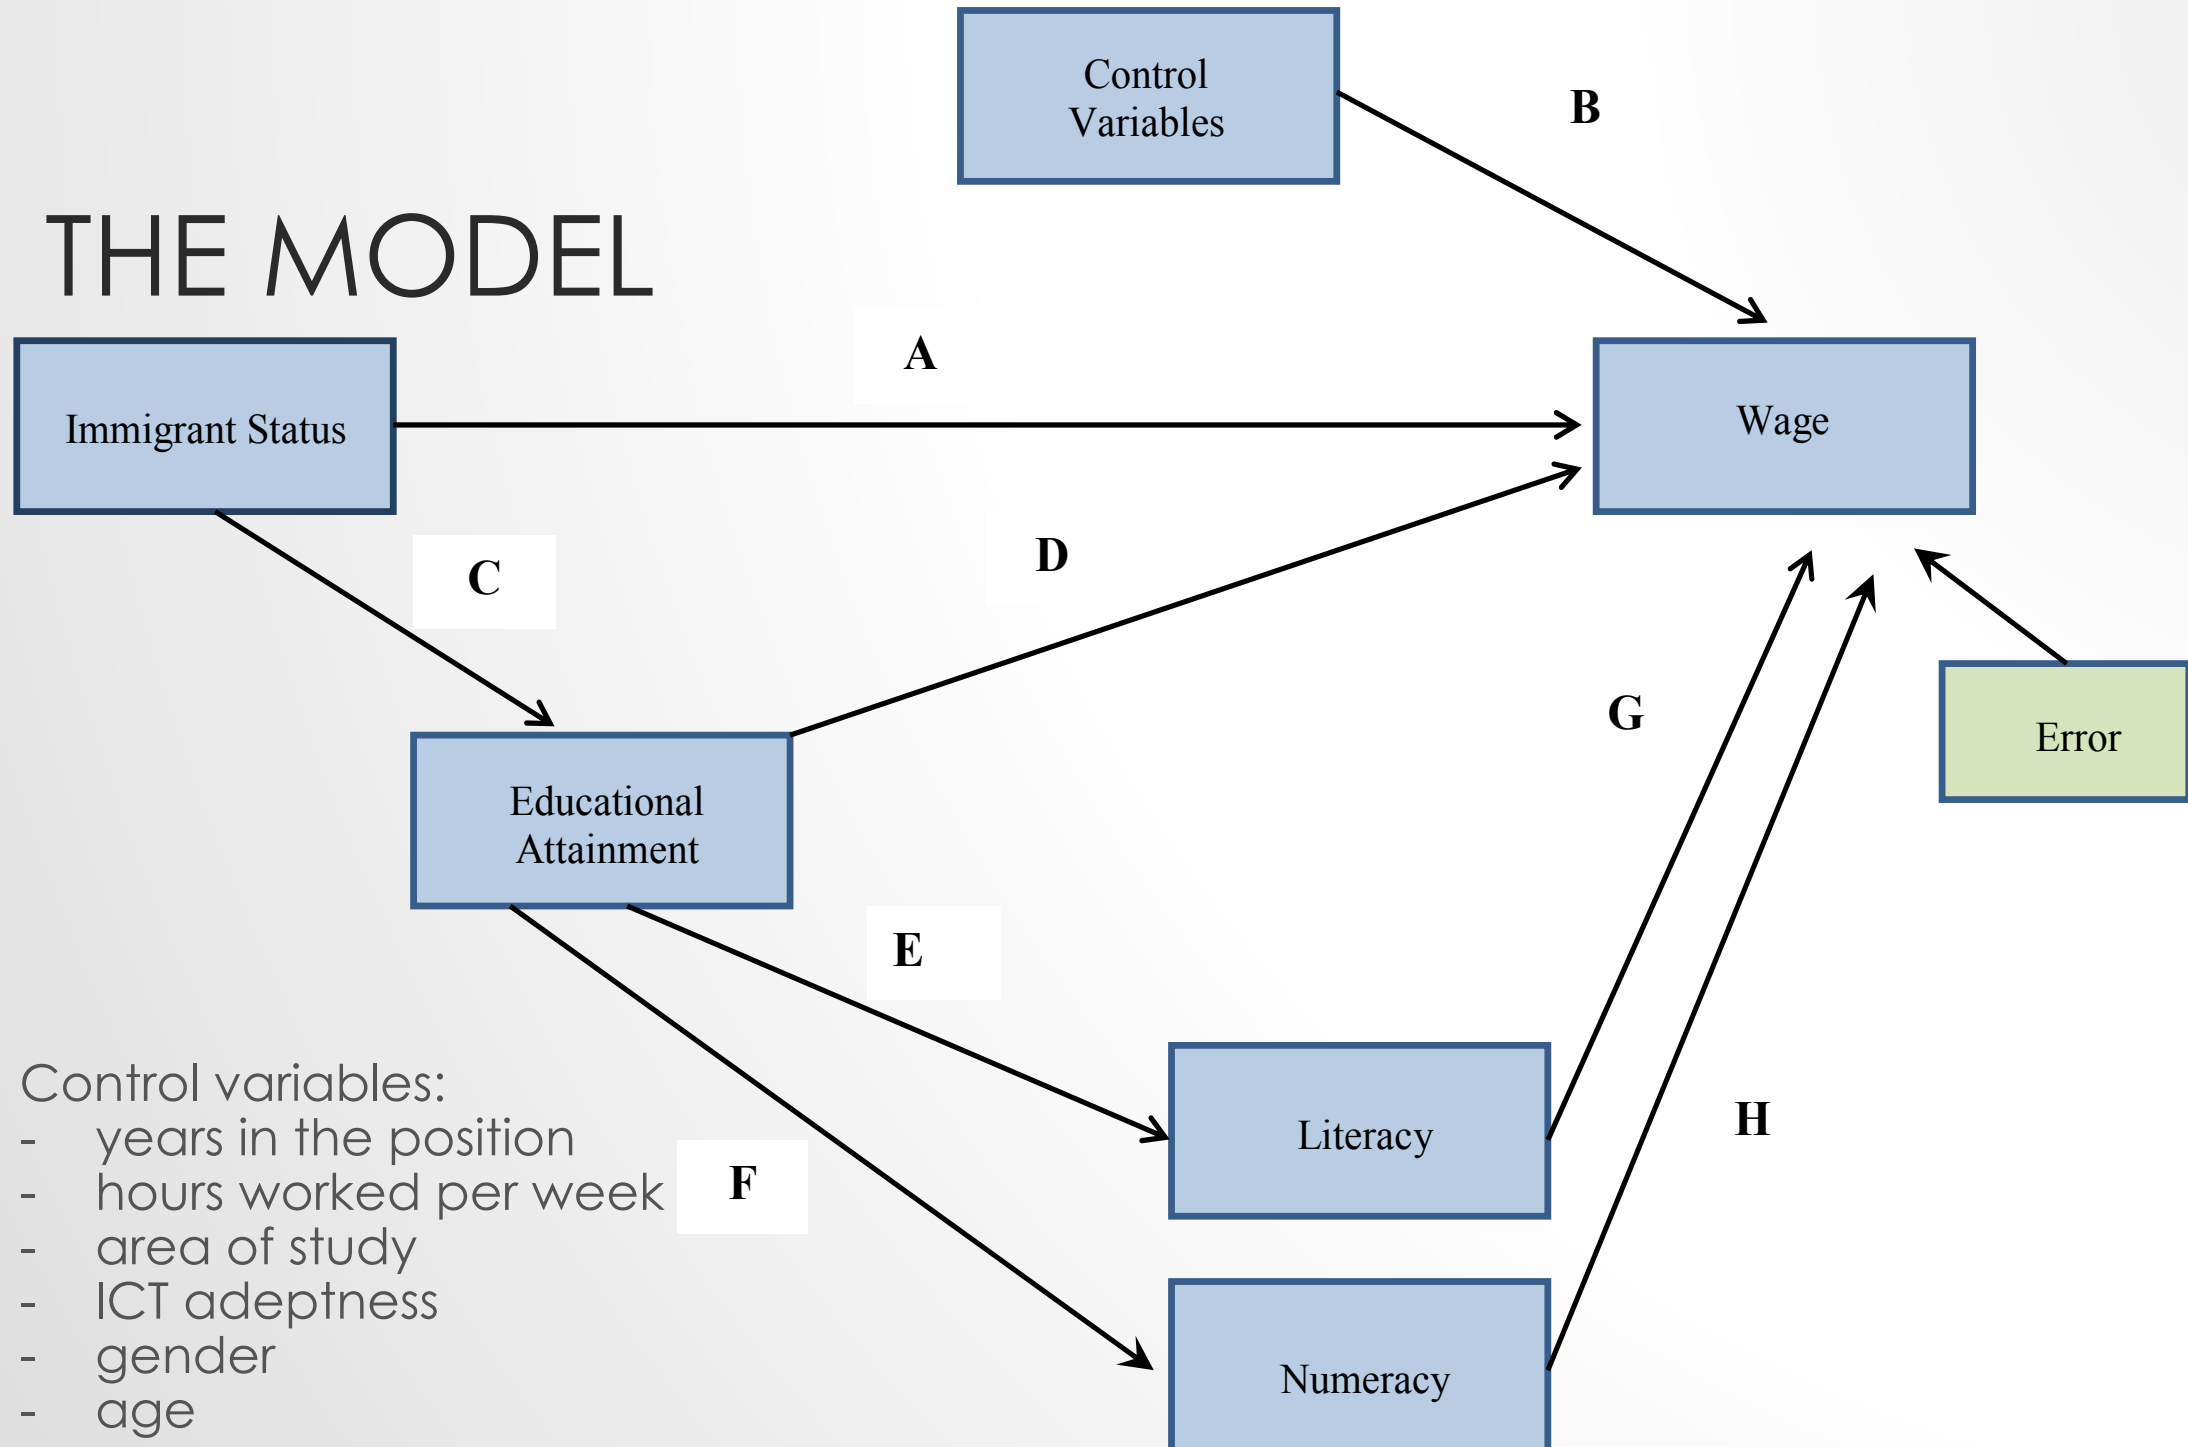 Control
Variables
B
THE MODEL
A
Immigrant Status
Wage
C
D
G
Error
Educational
Attainment
E
Literacy
H
F
Numeracy
Control variables:
- years in the position
- hours worked per week
- area of study
- ICT adeptness
- gender
- age